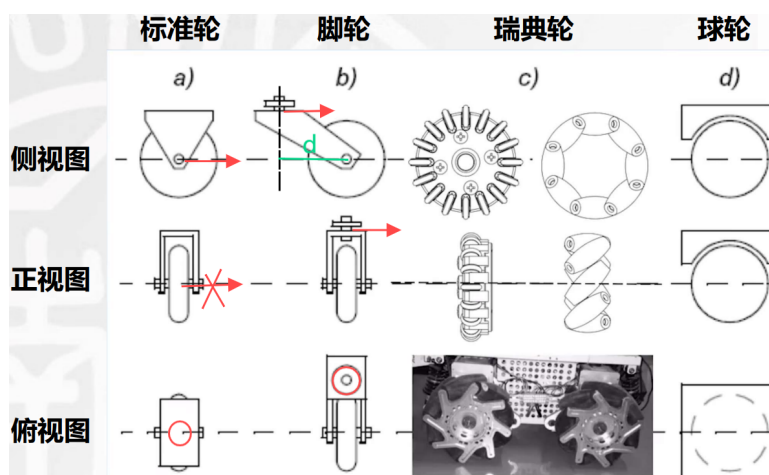 标准轮 脚轮 瑞典轮 球轮
a) b) c) d)
d
侧视图
正视图
俯视图